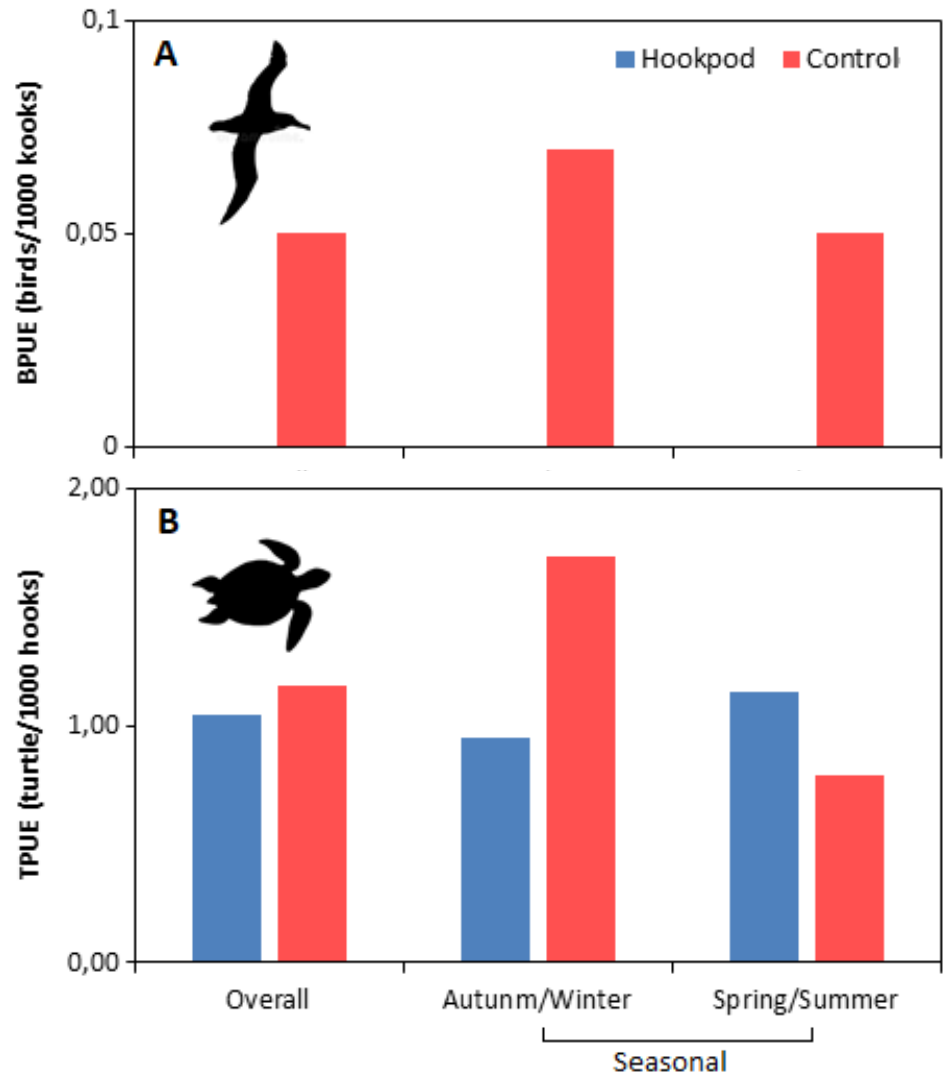 0,1
A
Hookpod
Control
BPUE (birds/1000 kooks)
0,05
0
2,00
B
TPUE (turtle/1000 hooks)
1,00
0,00
Overall
Autunm/Winter
Spring/Summer
Seasonal